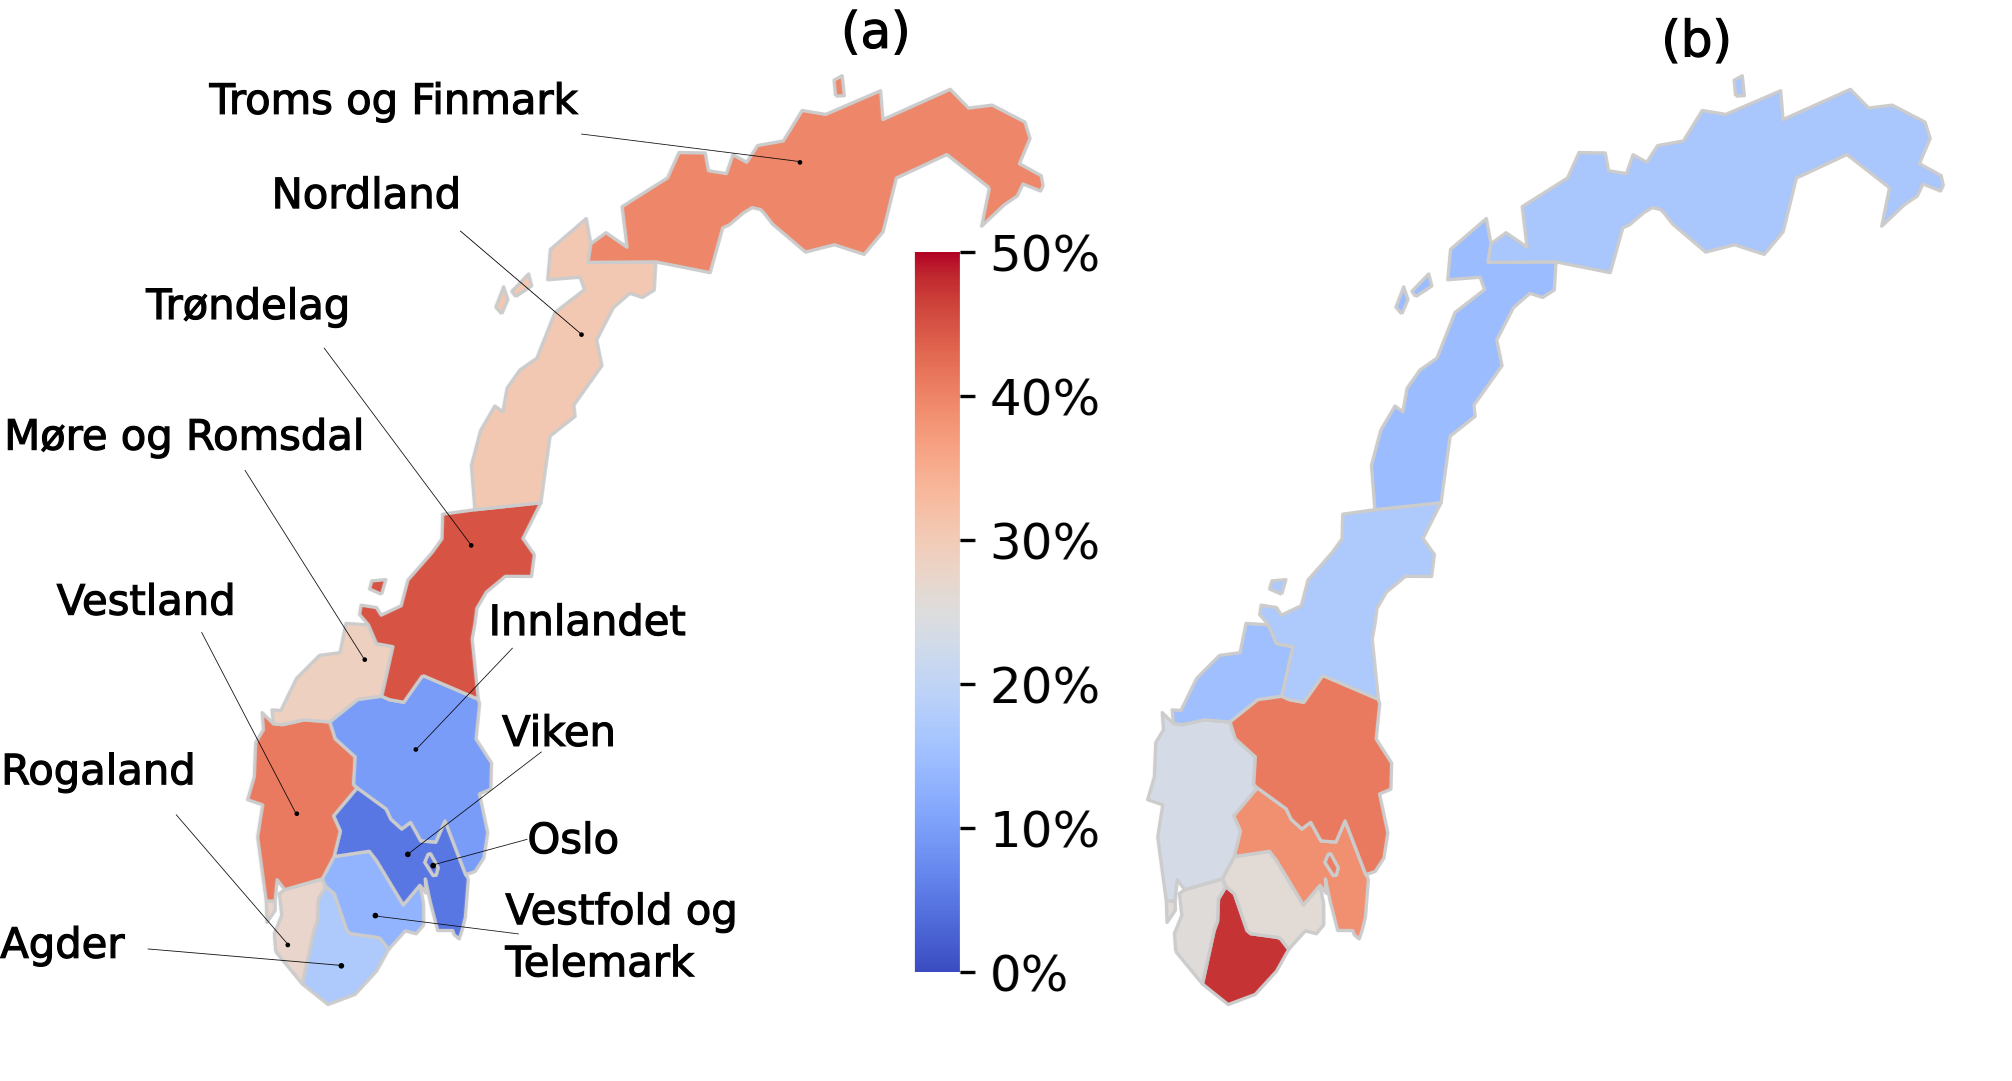 (a)
(b)
Troms og Finmark
Nordland
Trøndelag
Møre og Romsdal
Vestland
Innlandet
Viken
Rogaland
Oslo
Vestfold og
Telemark
Agder
50%
40%
30%
20%
10%
0%